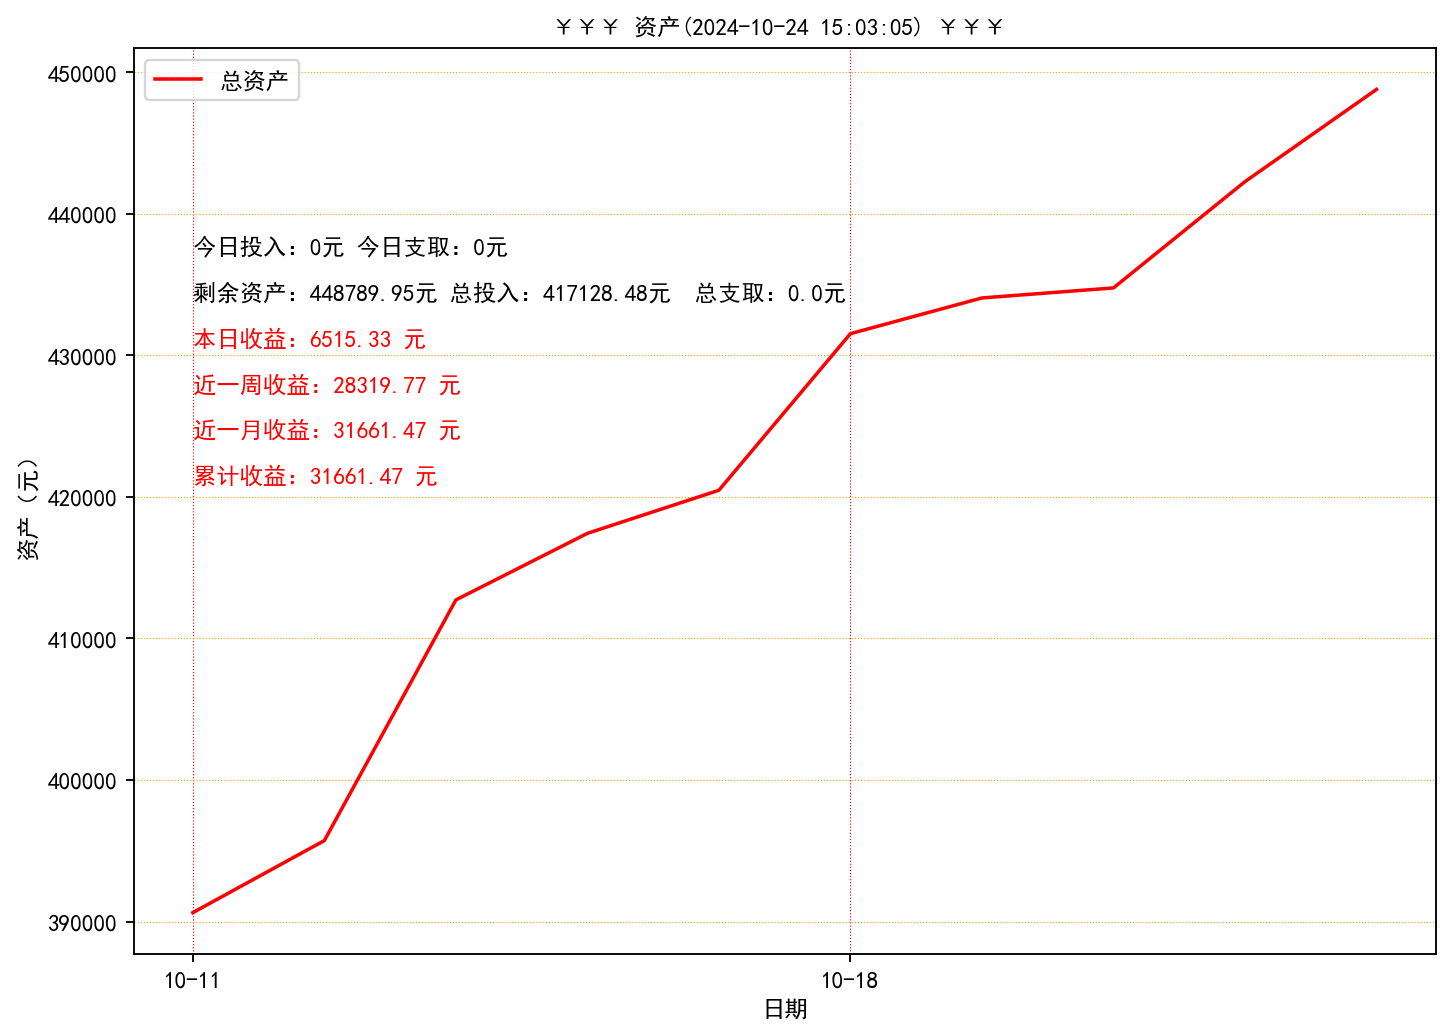 ￥￥￥ 资产(2024-10-24 15:03:05) ￥￥￥
总资产
450000
440000
430000
420000
410000
400000
390000
资产（元）
今日投入：0元 今日支取：0元
剩余资产：448789.95元 总投入：417128.48元  总支取：0.0元
本日收益：6515.33 元
近一周收益：28319.77 元
近一月收益：31661.47 元
累计收益：31661.47 元
10-11
10-18
日期